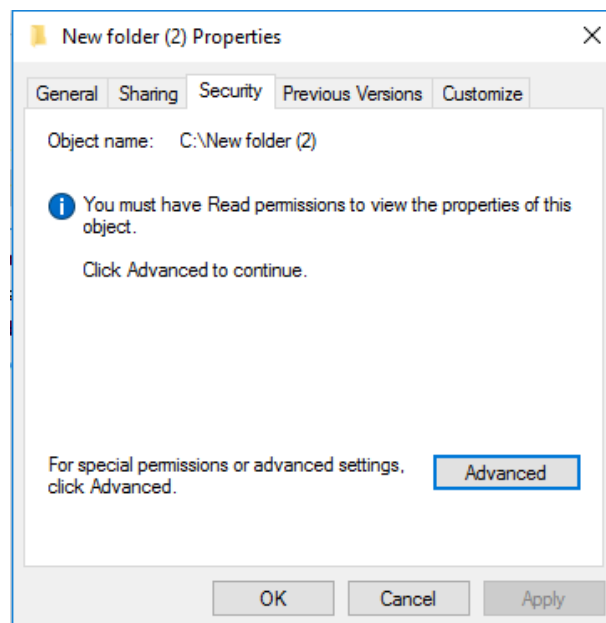 New folder (2) Properties
General Sharing Security Previous Versions Customize
Object name: C:\New folder (2)
You must have Read permissions to view the properties of this
object.
Click Advanced to continue.
For special permissions or advanced settings,
click Advanced.
Advanced
OK Cancel Apply